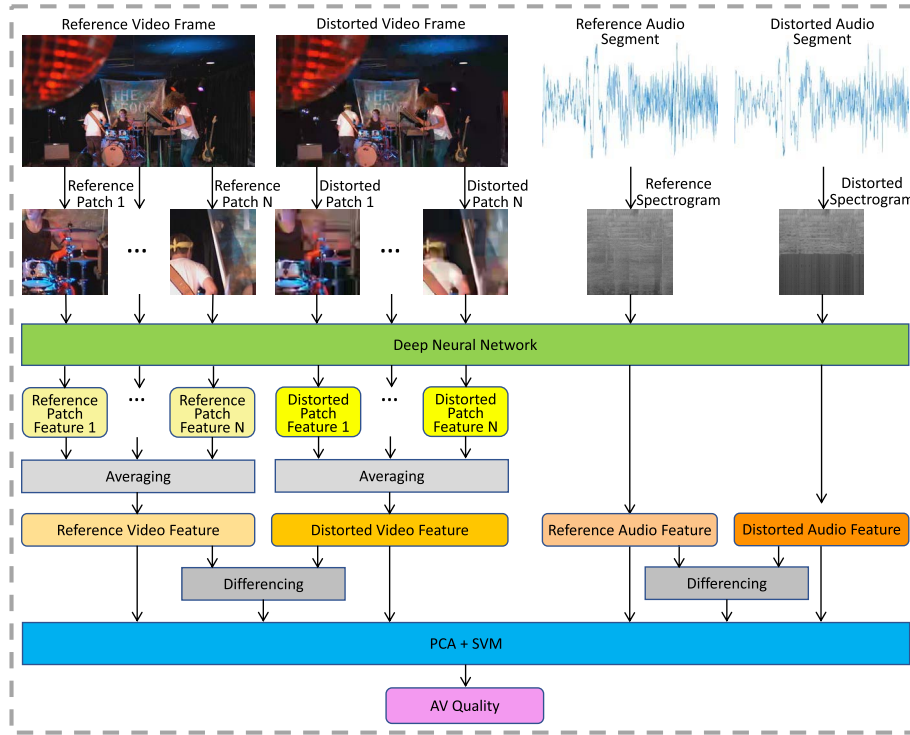 Reference Video Frame
Distorted Video Frame
Reference Audio
Segment
Distorted Audio
Segment
THE
Reference
Patch 1
Reference
Patch N
Distorted
Patch 1
Distorted
Patch N
Reference
Spectrogram
Distorted
Spectrogram
...
...
Deep Neural Network
Reference
Patch
Feature 1
...
Reference
Patch
Feature N
Distorted
Patch
Feature 1
...
Distorted
Patch
Feature N
Averaging
Averaging
Reference Video Feature
Distorted Video Feature
Reference Audio Feature
Distorted Audio Feature
Differencing
Differencing
PCA + SVM
AV Quality